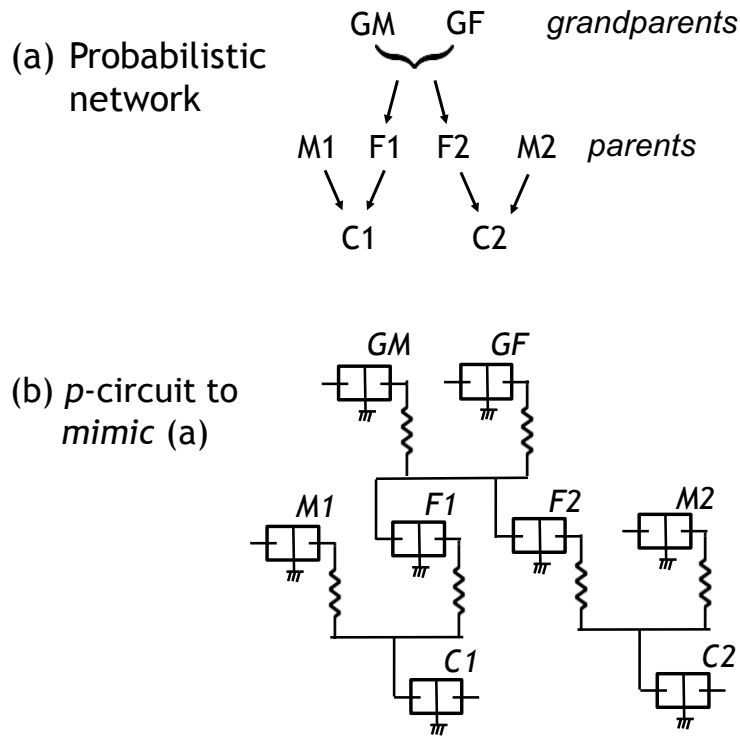 GM GF grandparents
(a) Probabilistic
network
M1 F1 F2 M2 parents
C1 C2
(b) p-circuit to
mimic (a)
GM GF
M1 F1 F2 M2
C1 C2